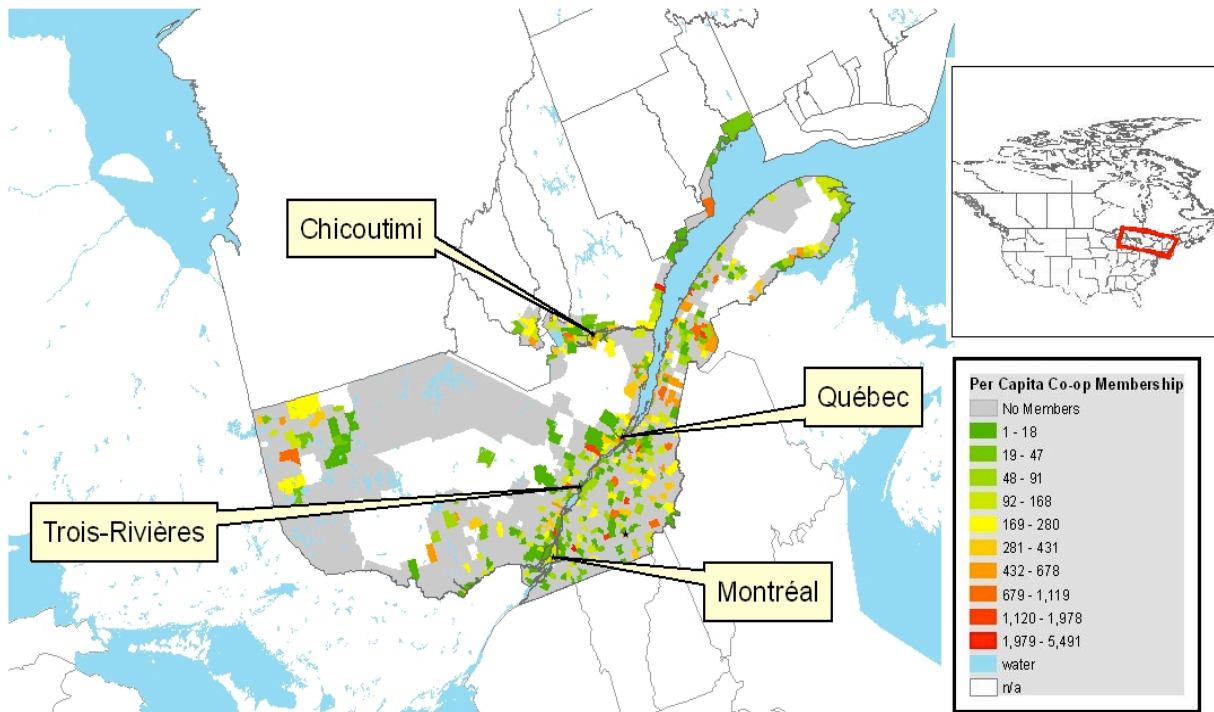 Chicoutimi
Québec
Trois-Rivières
Montréal
Per Capita Co-op Membership
No Members
1 - 18
19 - 47
48 - 91
92 - 168
169 - 280
281 - 431
432 - 678
679 - 1,119
1,120 - 1,978
1,979 - 5,491
water
n/a